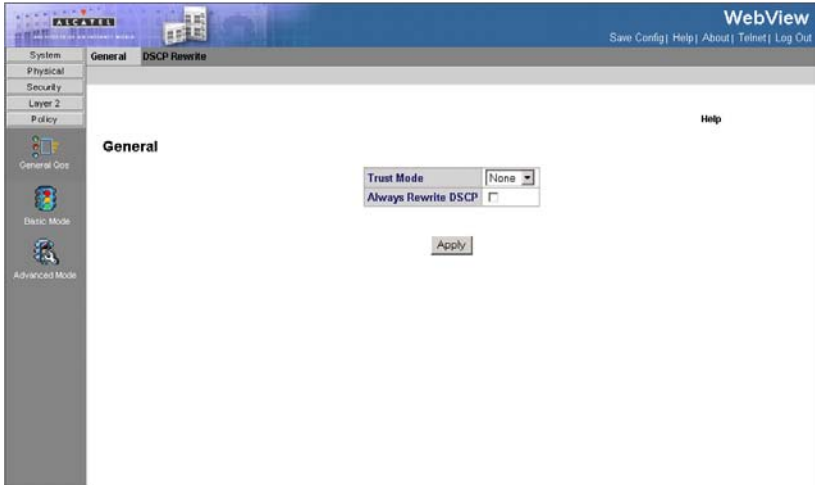 ALCATEL
WebView
Save Config| Help| About| Telnet| Log Out
System
Physical
Security
Layer 2
Policy
General Qos
Basic Mode
Advanced Mode
General DSCP Rewrite
Help
General
Trust Mode None
Always Rewrite DSCP
Apply